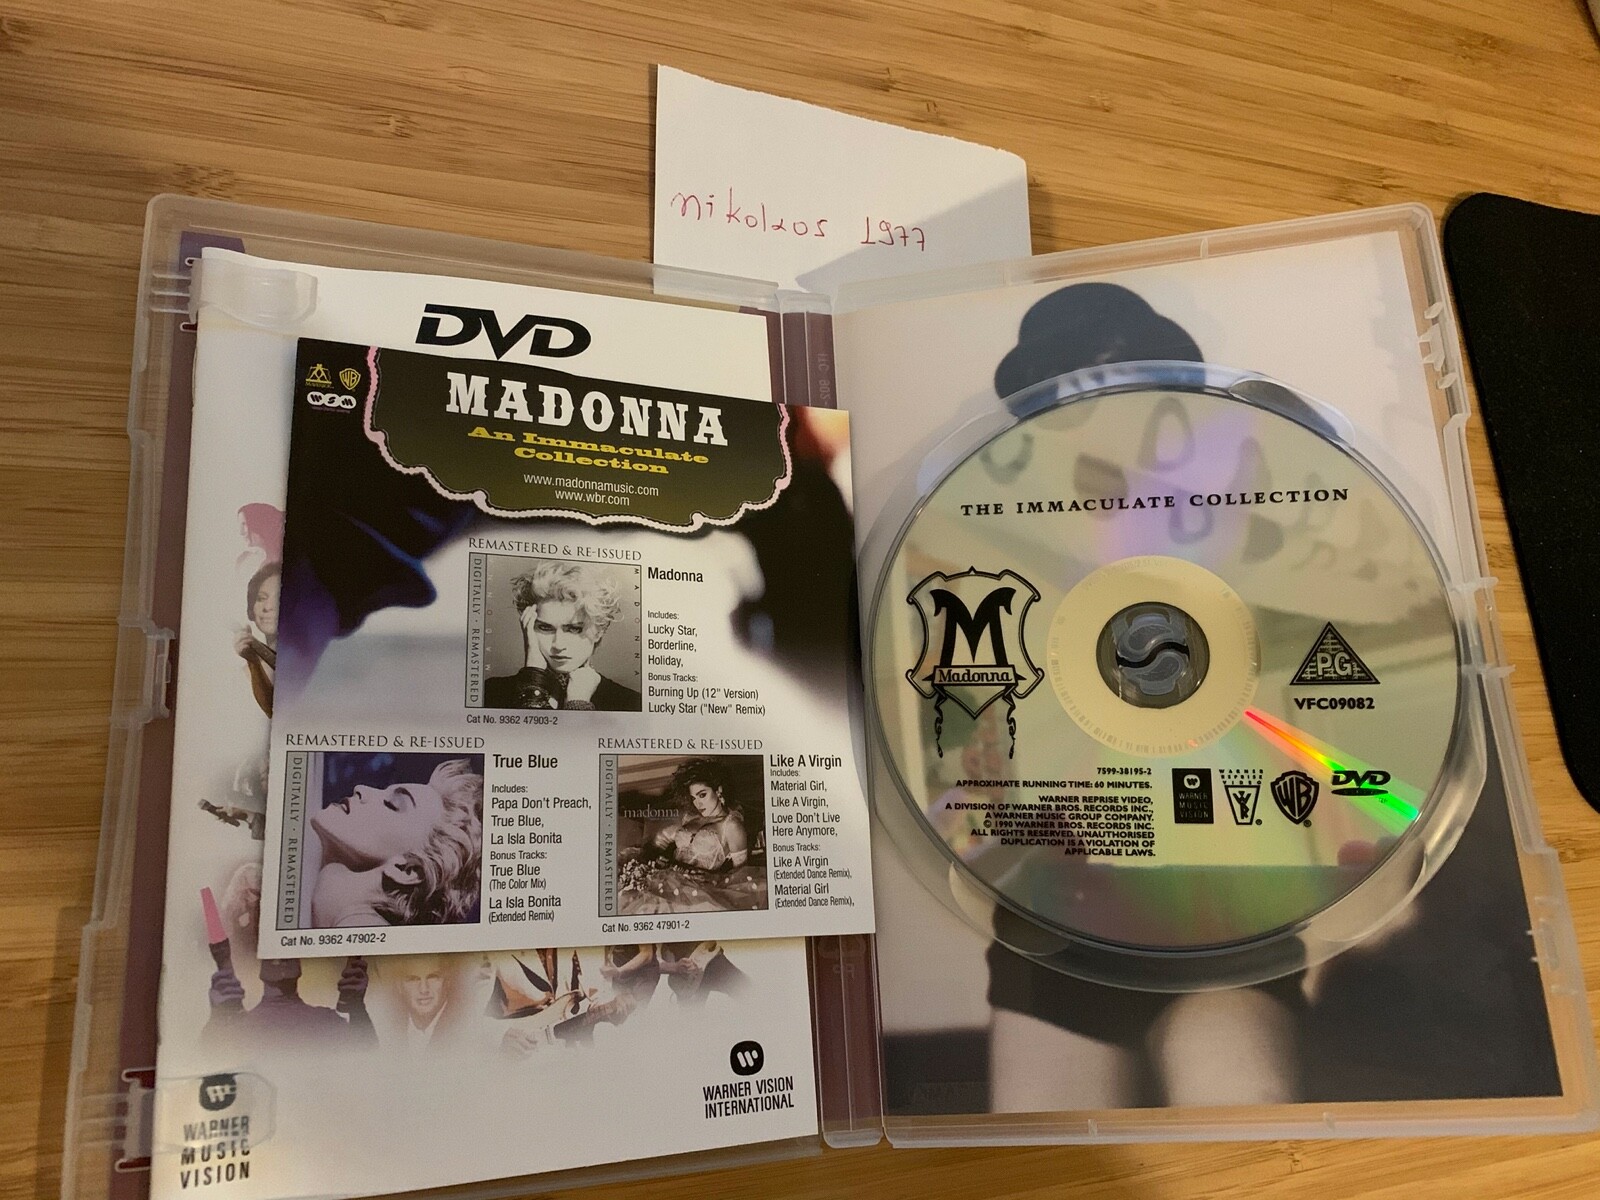 nikolaos 1977
DVD
MADONNA
An Immaculate
Collection
www.madonnamusic.com
www.wbr.com
REMASTERED & RE-ISSUED
DIGITALLY · REMASTERED
MADONNA
Madonna
Includes:
Lucky Star,
Borderline,
Holiday,
Bonus Tracks:
Burning Up (12" Version)
Lucky Star ("New" Remix)
Cat No. 9362 47903-2
REMASTERED & RE-ISSUED
DIGITALLY · REMASTERED
True Blue
Includes:
Papa Don't Preach,
True Blue,
La Isla Bonita
Bonus Tracks:
True Blue
(The Color Mix)
La Isla Bonita
(Extended Remix)
Cat No. 9362 47902-2
REMASTERED & RE-ISSUED
DIGITALLY · REMASTERED
madonna
Like A Virgin
Includes:
Material Girl,
Like A Virgin,
Love Don't Live
Here Anymore,
Bonus Tracks:
Like A Virgin
(Extended Dance Remix),
Material Girl
(Extended Dance Remix),
Cat No. 9362 47901-2
WARNER
MUSIC
VISION
WARNER VISION
INTERNATIONAL
THE IMMACULATE COLLECTION
M
Madonna
PG
VFC09082
7599-38195-2
APPROXIMATE RUNNING TIME: 60 MINUTES.
WARNER REPRISE VIDEO,
A DIVISION OF WARNER BROS. RECORDS INC.,
A WARNER MUSIC GROUP COMPANY.
© 1990 WARNER BROS. RECORDS INC.
ALL RIGHTS RESERVED. UNAUTHORISED
DUPLICATION IS A VIOLATION OF
APPLICABLE LAWS.
WARNER
MUSIC
VISION
WARNER
REPRISE
VIDEO
WB
DVD